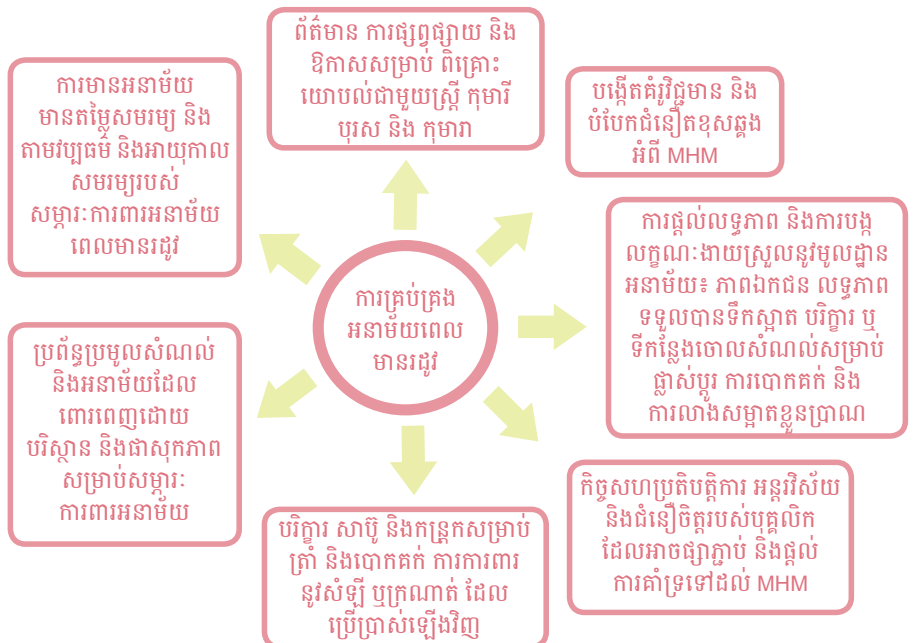 ព័ត៌មាន ការផ្សព្វផ្សាយ និង
ឱកាសសម្រាប់ ពិគ្រោះ
យោបល់ជាមួយស្ត្រី កុមារី
បុរស និង កុមារា
បង្កើតគំរូវិជ្ជមាន និង
បំបែកជំនឿតខុសឆ្គង
អំពី MHM
ការផ្តល់លទ្ធភាព និងការបង្ក
លក្ខណៈងាយស្រួលនូវមូលដ្ឋាន
អនាម័យ៖ ភាពឯកជន លទ្ធភាព
ទទួលបានទឹកស្អាត បរិក្ខារ ឬ
ទីកន្លែងចោលសំណល់សម្រាប់
ផ្លាស់ប្តូរ ការបោកគក់ និង
ការលាងសម្អាតខ្លួនប្រាណ
កិច្ចសហប្រតិបត្តិការ អន្តរវិស័យ
និងជំនឿចិត្តរបស់បុគ្គលិក
ដែលអាចផ្សាភ្ជាប់ និងផ្តល់
ការគាំទ្រទៅដល់ MHM
បរិក្ខារ សាប៊ូ និងកន្ត្រកសម្រាប់
ត្រាំ និងបោកគក់ ការការពារ
នូវសំឡី ឬក្រណាត់ ដែល
ប្រើប្រាស់ឡើងវិញ
ប្រព័ន្ធប្រមូលសំណល់
និងអនាម័យដែល
ពោរពេញដោយ
បរិស្ថាន និងផាសុកភាព
សម្រាប់សម្ភារៈ
ការពារអនាម័យ
ការមានអនាម័យ
មានតម្លៃសមរម្យ និង
តាមវប្បធម៌ និងអាយុកាល
សមរម្យរបស់
សម្ភារៈការពារអនាម័យ
ពេលមានរដូវ
ការគ្រប់គ្រង
អនាម័យពេល
មានរដូវ